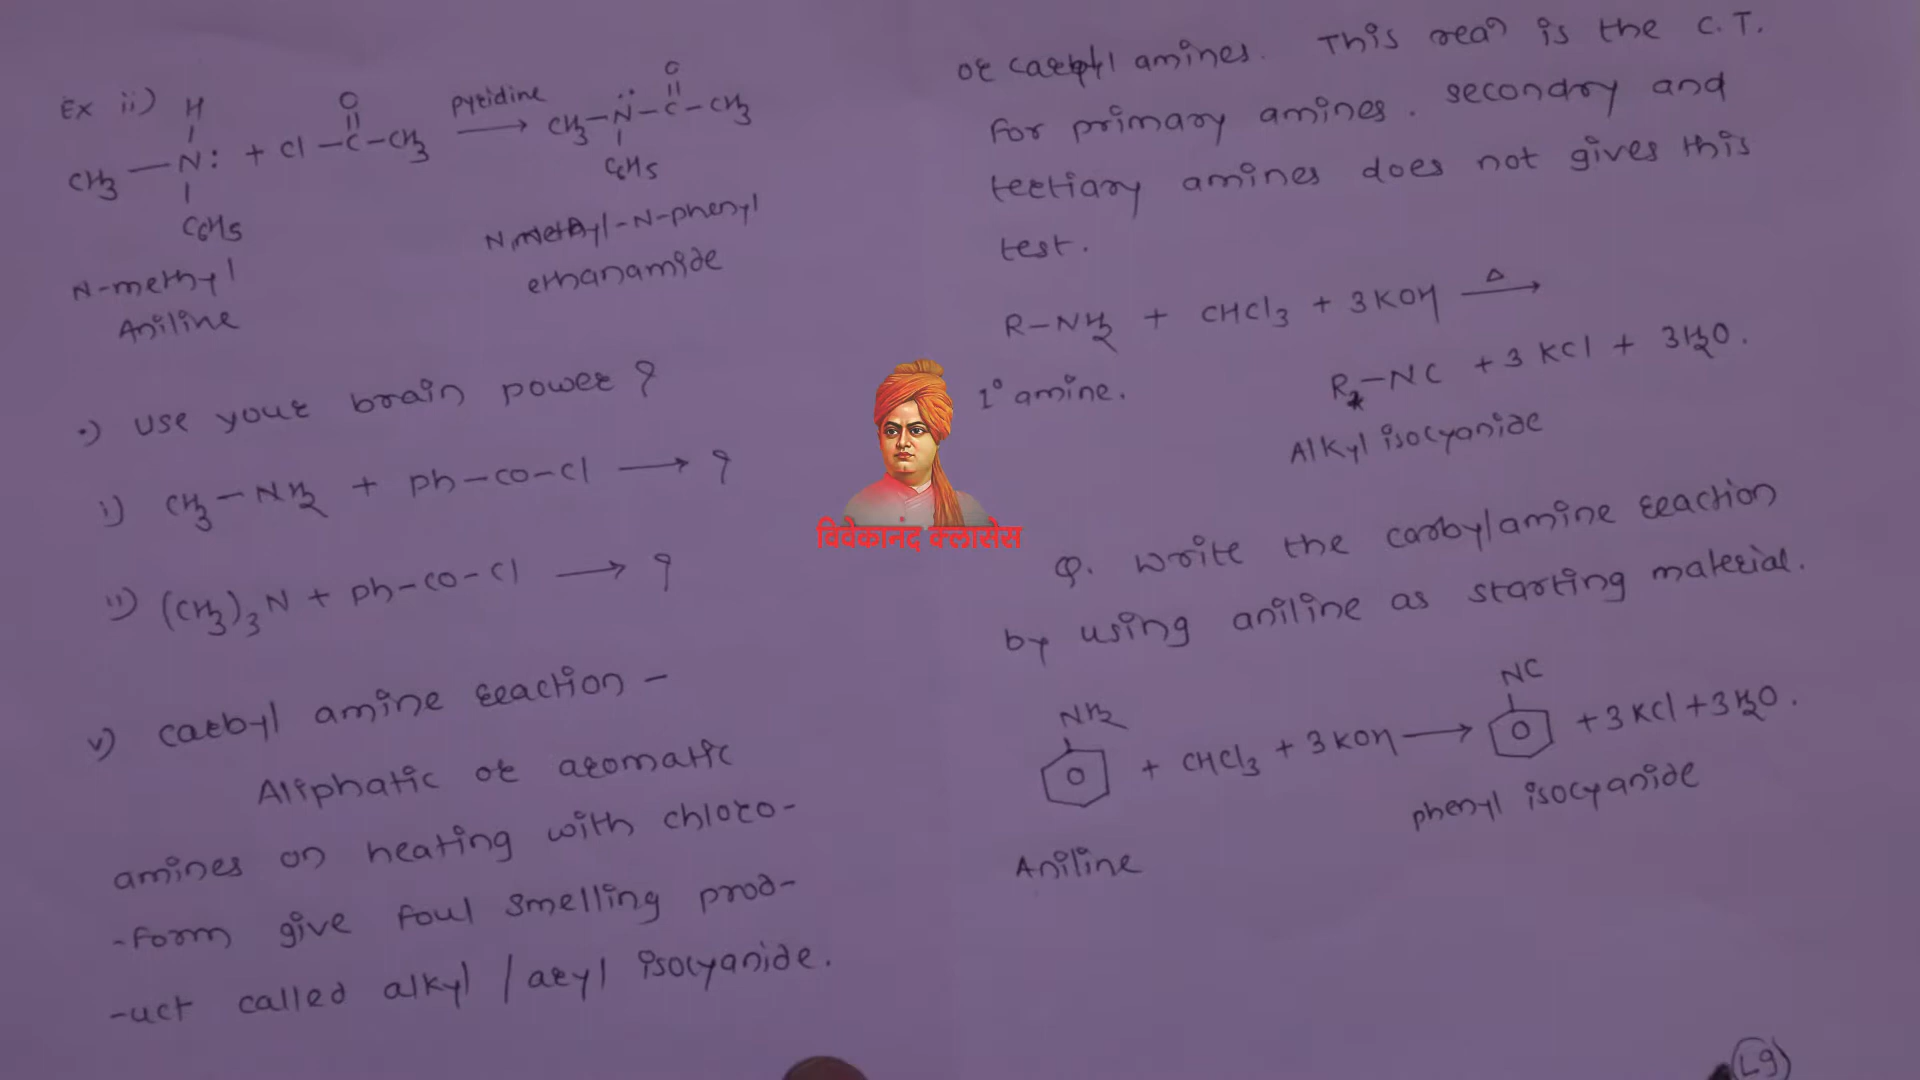 Ex ii) H
CH3 — N: + Cl — C — CH3 pyridine → CH3 — N̈ — C — CH3
O O
C6H5 C6H5
N-methyl
Aniline
N-methyl-N-phenyl
ethanamide
•) Use your brain power ?
i) CH3 — NH2 + ph-co-cl → ?
ii) (CH3)3N + ph-co-cl → ?
v) carbyl amine reaction —
Aliphatic or aromatic
amines on heating with chloro-
-form give foul smelling prod-
-uct called alkyl / aryl isocyanide.
or carbyl amines. This reaⁿ is the C.T.
for primary amines. secondry and
tertiary amines does not gives this
test.
R-NH2 + CHCl3 + 3KOH Δ→
R-NC + 3 KCl + 3H2O.
1° amine.
Alkyl isocyanide
Q. Write the carbylamine reaction
by using aniline as starting material.
NH2 NC
+ CHCl3 + 3KOH → + 3 KCl + 3H2O.
Aniline
phenyl isocyanide
विवेकानंद क्लासेस
L9